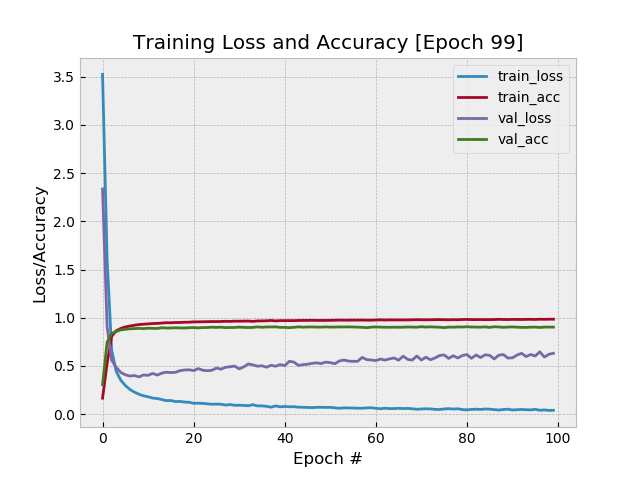 Training Loss and Accuracy [Epoch 99]
train_loss
train_acc
val_loss
val_acc
Loss/Accuracy
3.5
3.0
2.5
2.0
1.5
1.0
0.5
0.0
0 20 40 60 80 100
Epoch #